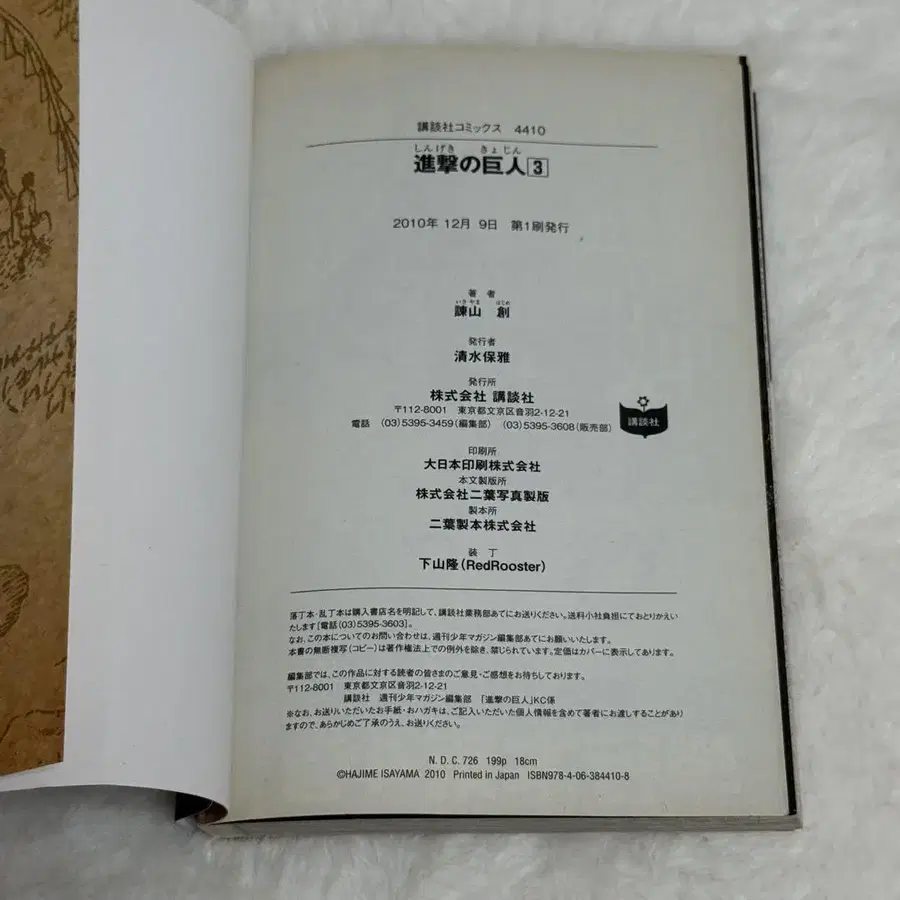 講談社コミックス 4410
しんげき きょじん
進撃の巨人 3
2010年 12月 9日 第1刷発行
著 者
いさやま はじめ
諫山 創
発行者
清水保雅
発行所
株式会社 講談社
〒112-8001 東京都文京区音羽2-12-21
電話 (03)5395-3459(編集部) (03)5395-3608(販売部)
講談社
印刷所
大日本印刷株式会社
本文製版所
株式会社二葉写真製版
製本所
二葉製本株式会社
装 丁
下山隆(RedRooster)
落丁本・乱丁本は購入書店名を明記して、講談社業務部あてにお送りください。送料小社負担にておとりかえい
たします[電話(03)5395-3603]。
なお、この本についてのお問い合わせは、週刊少年マガジン編集部あてにお願いいたします。
本書の無断複写(コピー)は著作権法上での例外を除き、禁じられています。定価はカバーに表示してあります。
編集部では、この作品に対する読者の皆さまのご意見・ご感想をお待ちしております。
〒112-8001 東京都文京区音羽2-12-21
講談社 週刊少年マガジン編集部 「進撃の巨人」KC係
※なお、お送りいただいたお手紙・おハガキは、ご記入いただいた個人情報を含めて著者にお渡しすることがあり
ますので、あらかじめご了承のうえ、お送りください。
N. D. C. 726 199p 18cm
©HAJIME ISAYAMA 2010 Printed in Japan ISBN978-4-06-384410-8